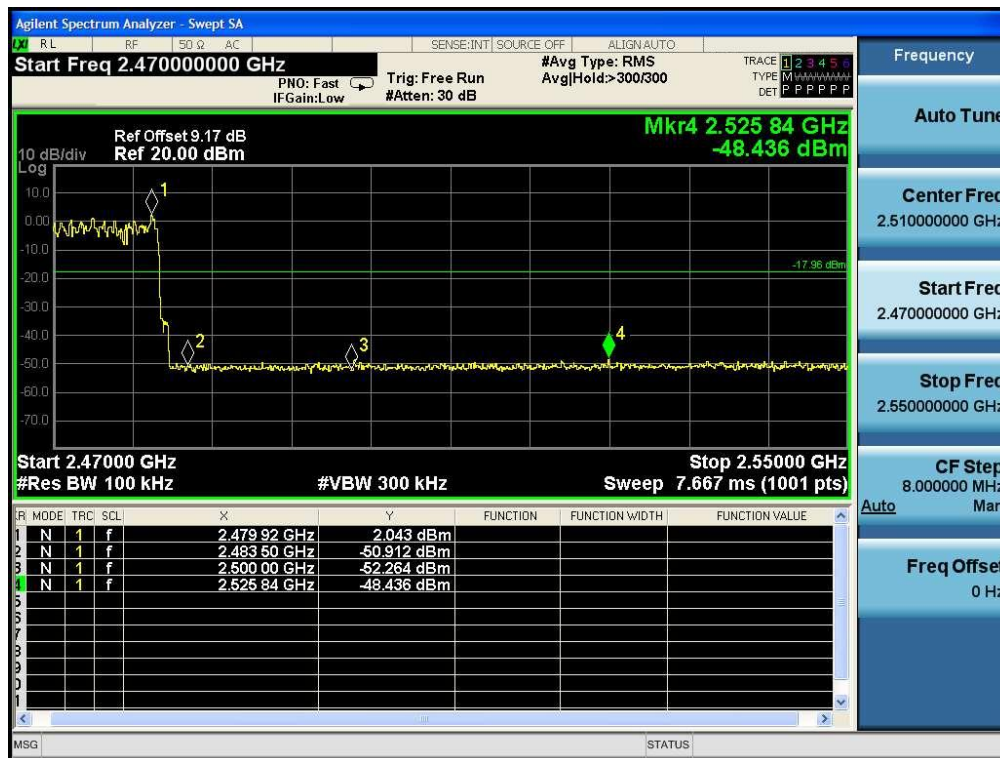 Agilent Spectrum Analyzer - Swept SA
LXI RL RF 50 Ω AC SENSE:INT SOURCE OFF ALIGN AUTO
Start Freq 2.470000000 GHz
PNO: Fast
IFGain:Low
Trig: Free Run
#Atten: 30 dB
#Avg Type: RMS
Avg|Hold:>300/300
TRACE 1 2 3 4 5 6
TYPE M
DET P P P P P P
Ref Offset 9.17 dB
Ref 20.00 dBm
10 dB/div
Log
Mkr4 2.525 84 GHz
-48.436 dBm
10.0
0.00
-10.0
-20.0
-30.0
-40.0
-50.0
-60.0
-70.0
1
2
3
4
-17.96 dBm
Start 2.47000 GHz
Stop 2.55000 GHz
#Res BW 100 kHz
#VBW 300 kHz
Sweep 7.667 ms (1001 pts)
KR MODE TRC SCL X Y FUNCTION FUNCTION WIDTH FUNCTION VALUE
1 N 1 f 2.479 92 GHz 2.043 dBm
2 N 1 f 2.483 50 GHz -50.912 dBm
3 N 1 f 2.500 00 GHz -52.264 dBm
4 N 1 f 2.525 84 GHz -48.436 dBm
5
6
7
8
9
MSG
STATUS
Frequency
Auto Tune
Center Freq
2.510000000 GHz
Start Freq
2.470000000 GHz
Stop Freq
2.550000000 GHz
CF Step
8.000000 MHz
Auto Man
Freq Offset
0 Hz